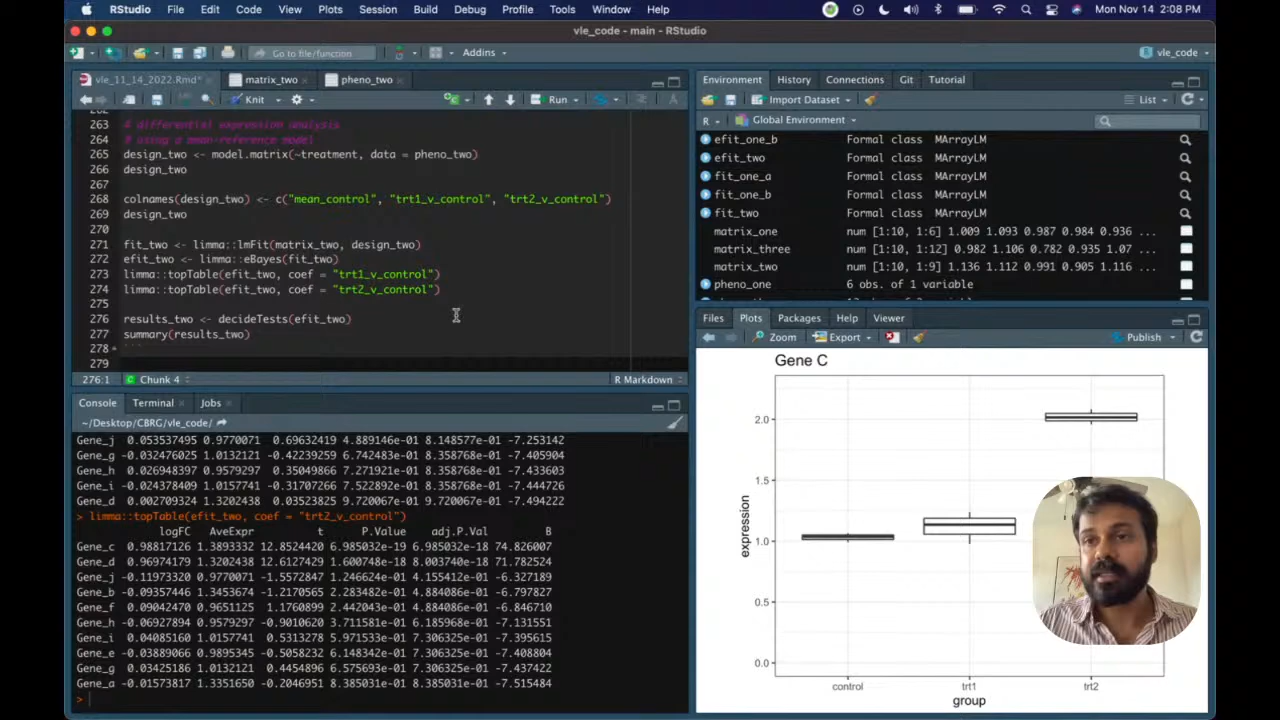 RStudio File Edit Code View Plots Session Build Debug Profile Tools Window Help Mon Nov 14 2:08 PM
vle_code - main - RStudio
Go to file/function Addins vle_code
vle_11_14_2022.Rmd* matrix_two pheno_two
Knit Run
263 # differential expression analysis
264 # using a mean-reference model
265 design_two <- model.matrix(~treatment, data = pheno_two)
266 design_two
267
268 colnames(design_two) <- c("mean_control", "trt1_v_control", "trt2_v_control")
269 design_two
270
271 fit_two <- limma::lmFit(matrix_two, design_two)
272 efit_two <- limma::eBayes(fit_two)
273 limma::topTable(efit_two, coef = "trt1_v_control")
274 limma::topTable(efit_two, coef = "trt2_v_control")
275
276 results_two <- decideTests(efit_two)
277 summary(results_two)
278 ```
279
276:1 Chunk 4 R Markdown
Console Terminal Jobs
~/Desktop/CBRG/vle_code/
Gene_j 0.053537495 0.9770071 0.69632419 4.889146e-01 8.148577e-01 -7.253142
Gene_g -0.032476025 1.0132121 -0.42239259 6.742483e-01 8.358768e-01 -7.405904
Gene_h 0.026948397 0.9579297 0.35049866 7.271921e-01 8.358768e-01 -7.433603
Gene_i -0.024378409 1.0157741 -0.31707266 7.522892e-01 8.358768e-01 -7.444726
Gene_d 0.002709324 1.3202438 0.03523825 9.720067e-01 9.720067e-01 -7.494222
> limma::topTable(efit_two, coef = "trt2_v_control")
logFC AveExpr t P.Value adj.P.Val B
Gene_c 0.98817126 1.3893332 12.8524420 6.985032e-19 6.985032e-18 74.826007
Gene_d 0.96974179 1.3202438 12.6127429 1.600748e-18 8.003740e-18 71.782524
Gene_j -0.11973320 0.9770071 -1.5572847 1.246624e-01 4.155412e-01 -6.327189
Gene_b -0.09357446 1.3453674 -1.2170565 2.283482e-01 4.884086e-01 -6.797827
Gene_f 0.09042470 0.9651125 1.1760899 2.442043e-01 4.884086e-01 -6.846710
Gene_h -0.06927894 0.9579297 -0.9010620 3.711581e-01 6.185968e-01 -7.131551
Gene_i 0.04085160 1.0157741 0.5313278 5.971533e-01 7.306325e-01 -7.395615
Gene_e -0.03889066 0.9895345 -0.5058232 6.148342e-01 7.306325e-01 -7.408804
Gene_g 0.03425186 1.0132121 0.4454896 6.575693e-01 7.306325e-01 -7.437422
Gene_a -0.01573817 1.3351650 -0.2046951 8.385031e-01 8.385031e-01 -7.515484
>
Environment History Connections Git Tutorial
Import Dataset List
R Global Environment
efit_one_b Formal class MArrayLM
efit_two Formal class MArrayLM
fit_one_a Formal class MArrayLM
fit_one_b Formal class MArrayLM
fit_two Formal class MArrayLM
matrix_one num [1:10, 1:6] 1.009 1.093 0.987 0.984 0.936 ...
matrix_three num [1:10, 1:12] 0.982 1.106 0.782 0.935 1.07 ...
matrix_two num [1:10, 1:9] 1.136 1.112 0.991 0.905 1.116 ...
pheno_one 6 obs. of 1 variable
Files Plots Packages Help Viewer
Zoom Export Publish
Gene C
2.0
1.5
1.0
0.5
0.0
expression
control trt1 trt2
group